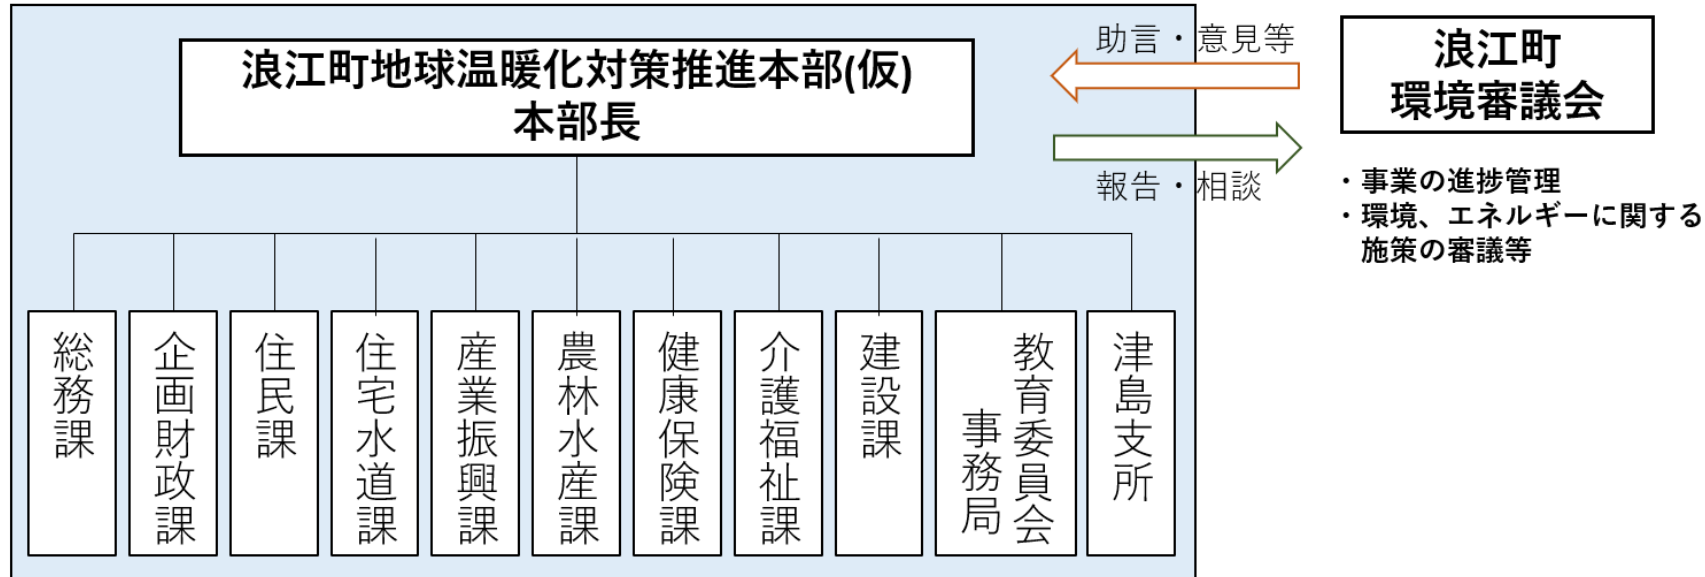 浪江町地球温暖化対策推進本部(仮)
本部長
助言・意見等
報告・相談
浪江町
環境審議会
・事業の進捗管理
・環境、エネルギーに関する
施策の審議等
総務課
企画財政課
住民課
住宅水道課
産業振興課
農林水産課
健康保険課
介護福祉課
建設課
教育委員会
事務局
津島支所